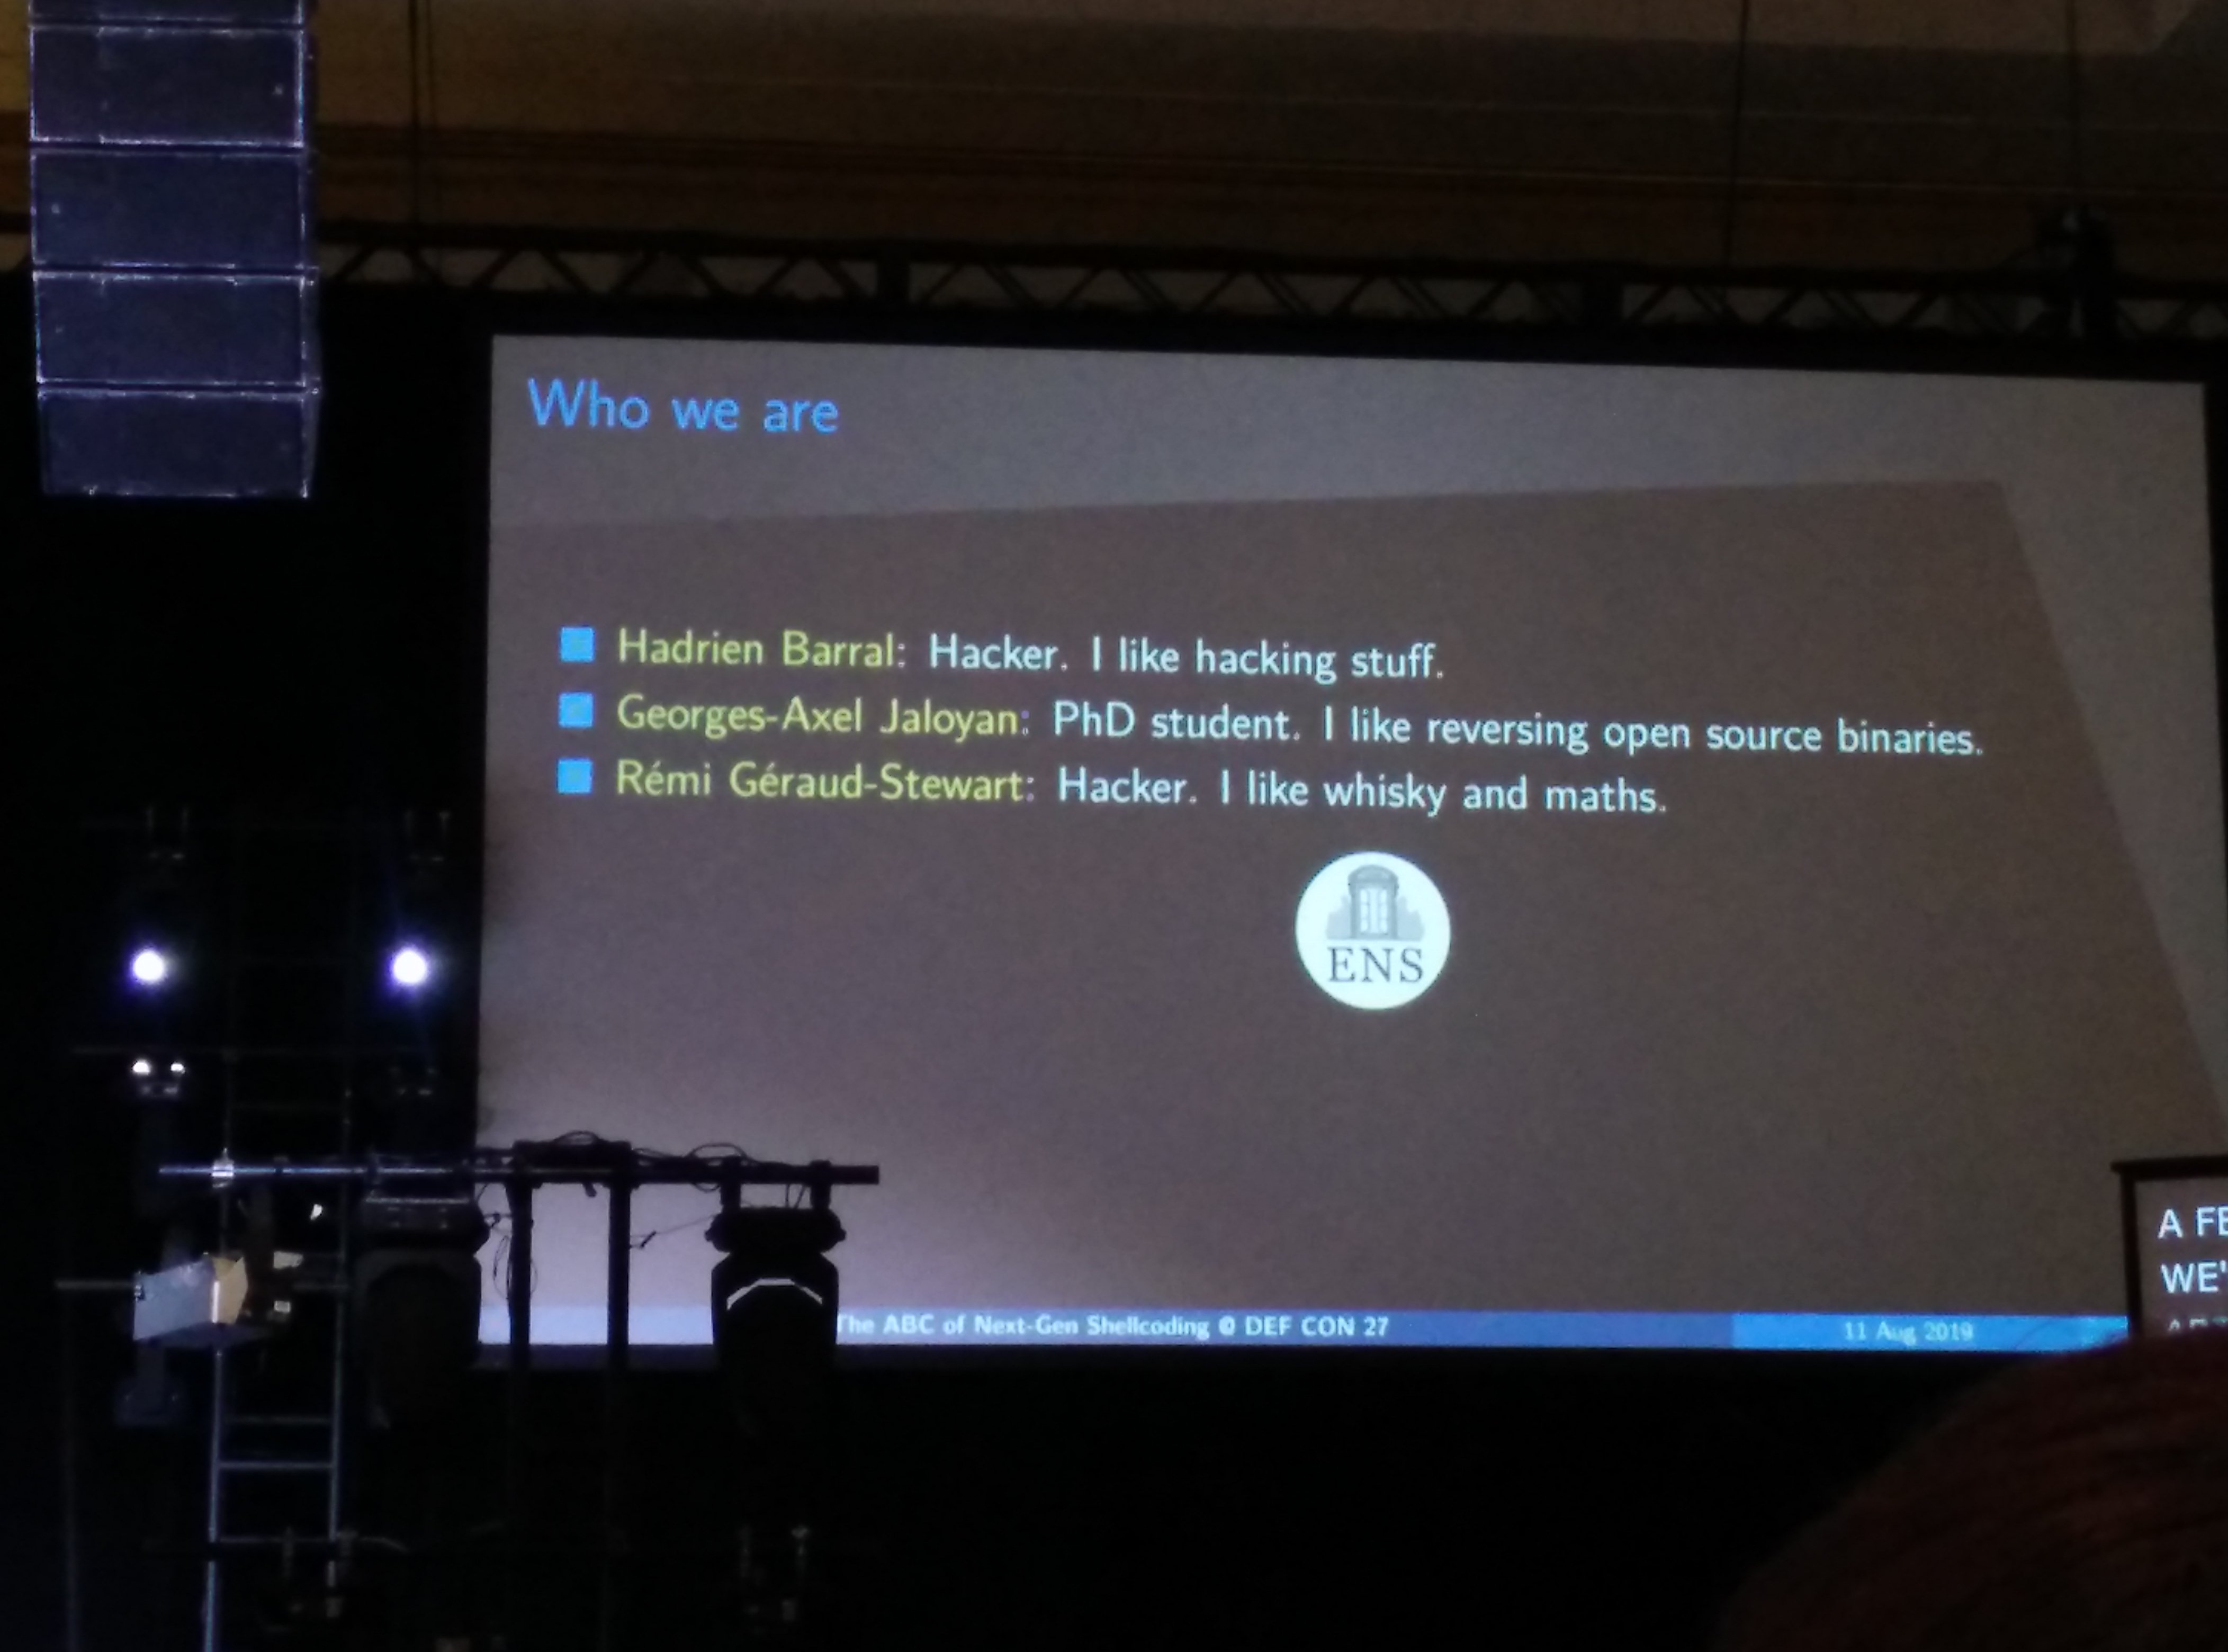 Who we are
Hadrien Barral: Hacker. I like hacking stuff.
Georges-Axel Jaloyan: PhD student. I like reversing open source binaries.
Rémi Géraud-Stewart: Hacker. I like whisky and maths.
ENS
The ABC of Next-Gen Shellcoding @ DEF CON 27
11 Aug 2019
A
WE'